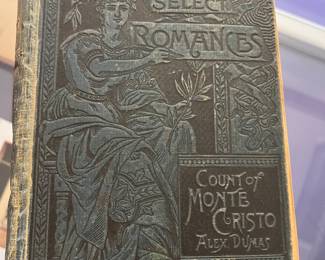 SELECT
ROMANCES
COUNT OF
MONTE
CRISTO
ALEX. DUMAS